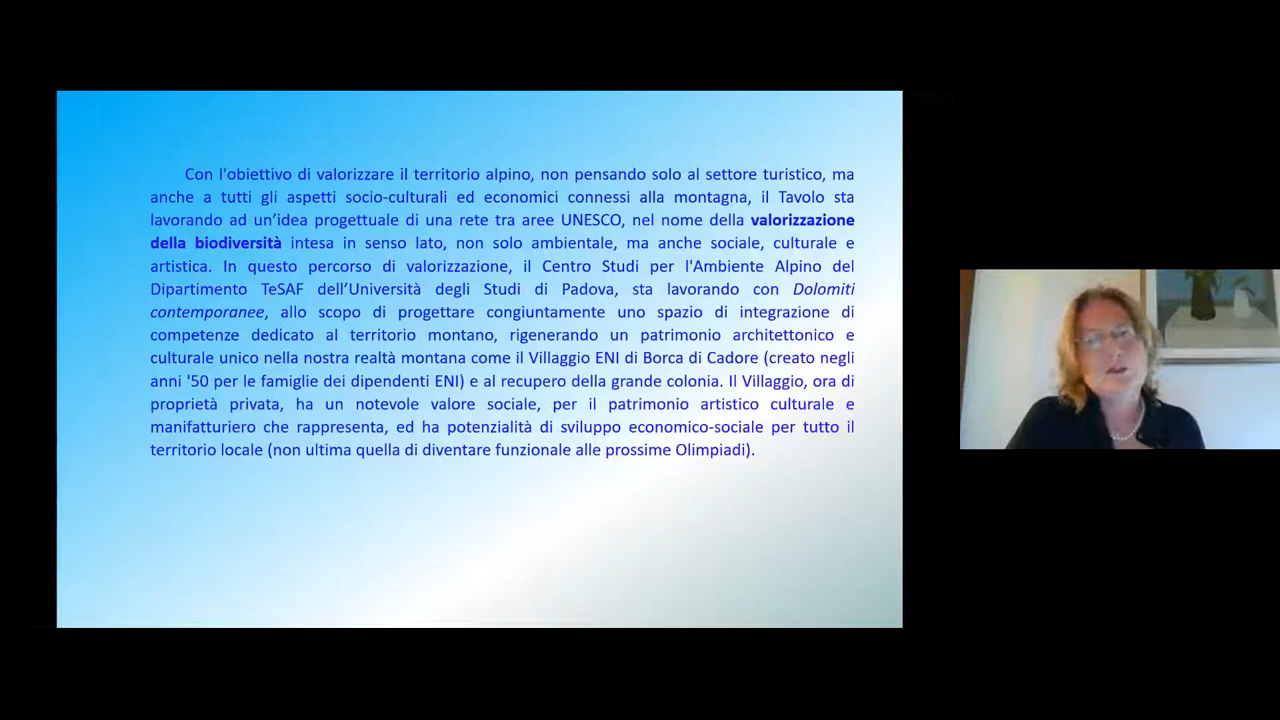 Con l'obiettivo di valorizzare il territorio alpino, non pensando solo al settore turistico, ma
anche a tutti gli aspetti socio-culturali ed economici connessi alla montagna, il Tavolo sta
lavorando ad un’idea progettuale di una rete tra aree UNESCO, nel nome della valorizzazione
della biodiversità intesa in senso lato, non solo ambientale, ma anche sociale, culturale e
artistica. In questo percorso di valorizzazione, il Centro Studi per l'Ambiente Alpino del
Dipartimento TeSAF dell’Università degli Studi di Padova, sta lavorando con Dolomiti
contemporanee, allo scopo di progettare congiuntamente uno spazio di integrazione di
competenze dedicato al territorio montano, rigenerando un patrimonio architettonico e
culturale unico nella nostra realtà montana come il Villaggio ENI di Borca di Cadore (creato negli
anni '50 per le famiglie dei dipendenti ENI) e al recupero della grande colonia. Il Villaggio, ora di
proprietà privata, ha un notevole valore sociale, per il patrimonio artistico culturale e
manifatturiero che rappresenta, ed ha potenzialità di sviluppo economico-sociale per tutto il
territorio locale (non ultima quella di diventare funzionale alle prossime Olimpiadi).